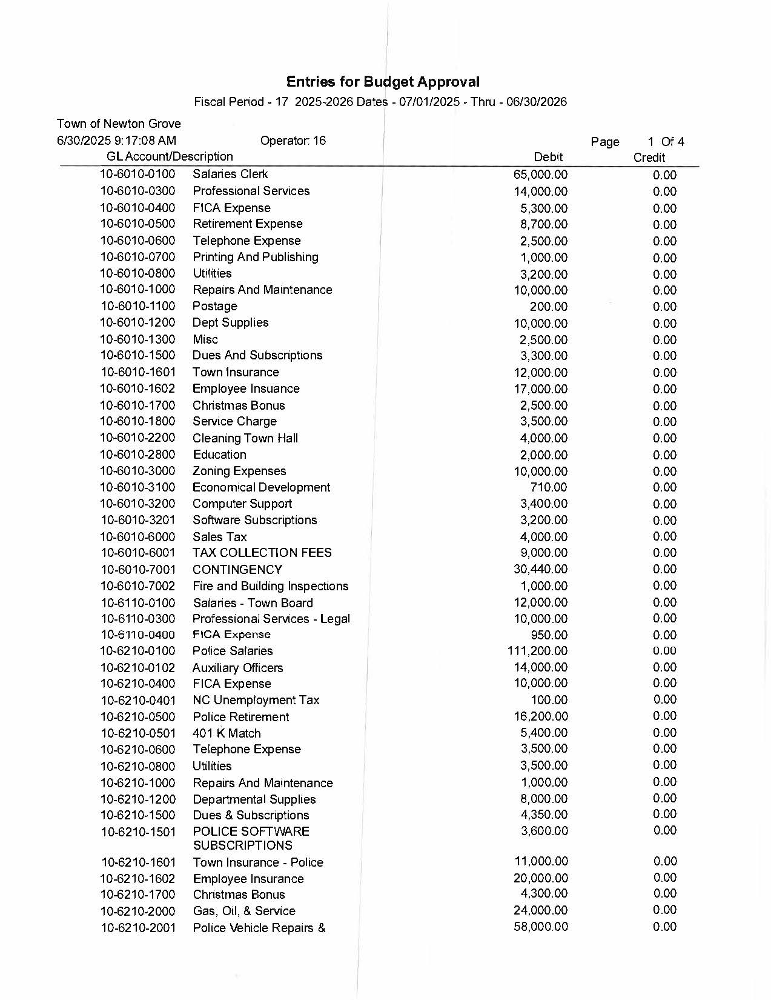 Entries for Budget Approval
Fiscal Period - 17 2025-2026 Dates - 07/01/2025 - Thru - 06/30/2026
Town of Newton Grove
6/30/2025 9:17:08 AM Operator: 16 Page 1 Of 4
GL Account/Description Debit Credit
10-6010-0100 Salaries Clerk 65,000.00 0.00
10-6010-0300 Professional Services 14,000.00 0.00
10-6010-0400 FICA Expense 5,300.00 0.00
10-6010-0500 Retirement Expense 8,700.00 0.00
10-6010-0600 Telephone Expense 2,500.00 0.00
10-6010-0700 Printing And Publishing 1,000.00 0.00
10-6010-0800 Utilities 3,200.00 0.00
10-6010-1000 Repairs And Maintenance 10,000.00 0.00
10-6010-1100 Postage 200.00 0.00
10-6010-1200 Dept Supplies 10,000.00 0.00
10-6010-1300 Misc 2,500.00 0.00
10-6010-1500 Dues And Subscriptions 3,300.00 0.00
10-6010-1601 Town Insurance 12,000.00 0.00
10-6010-1602 Employee Insuance 17,000.00 0.00
10-6010-1700 Christmas Bonus 2,500.00 0.00
10-6010-1800 Service Charge 3,500.00 0.00
10-6010-2200 Cleaning Town Hall 4,000.00 0.00
10-6010-2800 Education 2,000.00 0.00
10-6010-3000 Zoning Expenses 10,000.00 0.00
10-6010-3100 Economical Development 710.00 0.00
10-6010-3200 Computer Support 3,400.00 0.00
10-6010-3201 Software Subscriptions 3,200.00 0.00
10-6010-6000 Sales Tax 4,000.00 0.00
10-6010-6001 TAX COLLECTION FEES 9,000.00 0.00
10-6010-7001 CONTINGENCY 30,440.00 0.00
10-6010-7002 Fire and Building Inspections 1,000.00 0.00
10-6110-0100 Salaries - Town Board 12,000.00 0.00
10-6110-0300 Professional Services - Legal 10,000.00 0.00
10-6110-0400 FICA Expense 950.00 0.00
10-6210-0100 Police Salaries 111,200.00 0.00
10-6210-0102 Auxiliary Officers 14,000.00 0.00
10-6210-0400 FICA Expense 10,000.00 0.00
10-6210-0401 NC Unemployment Tax 100.00 0.00
10-6210-0500 Police Retirement 16,200.00 0.00
10-6210-0501 401 K Match 5,400.00 0.00
10-6210-0600 Telephone Expense 3,500.00 0.00
10-6210-0800 Utilities 3,500.00 0.00
10-6210-1000 Repairs And Maintenance 1,000.00 0.00
10-6210-1200 Departmental Supplies 8,000.00 0.00
10-6210-1500 Dues & Subscriptions 4,350.00 0.00
10-6210-1501 POLICE SOFTWARE 3,600.00 0.00
SUBSCRIPTIONS
10-6210-1601 Town Insurance - Police 11,000.00 0.00
10-6210-1602 Employee Insurance 20,000.00 0.00
10-6210-1700 Christmas Bonus 4,300.00 0.00
10-6210-2000 Gas, Oil, & Service 24,000.00 0.00
10-6210-2001 Police Vehicle Repairs & 58,000.00 0.00